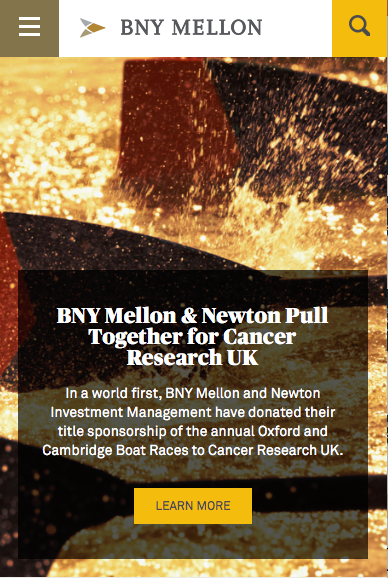 BNY MELLON
BNY Mellon & Newton Pull
Together for Cancer
Research UK
In a world first, BNY Mellon and Newton
Investment Management have donated their
title sponsorship of the annual Oxford and
Cambridge Boat Races to Cancer Research UK.
LEARN MORE